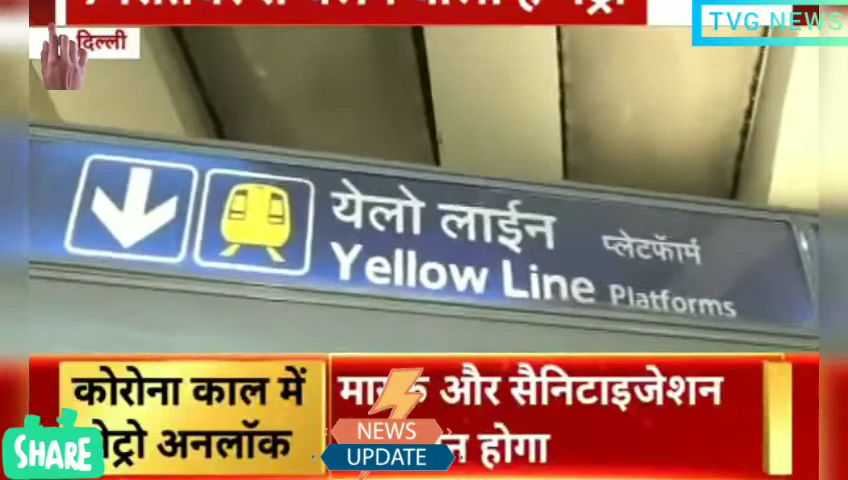 TVG NEWS
दिल्ली
येलो लाईन प्लेटफॉर्म
Yellow Line Platforms
कोरोना काल में
अनलॉक
और सैनिटाइजेशन
होगा
SHARE
NEWS
UPDATE